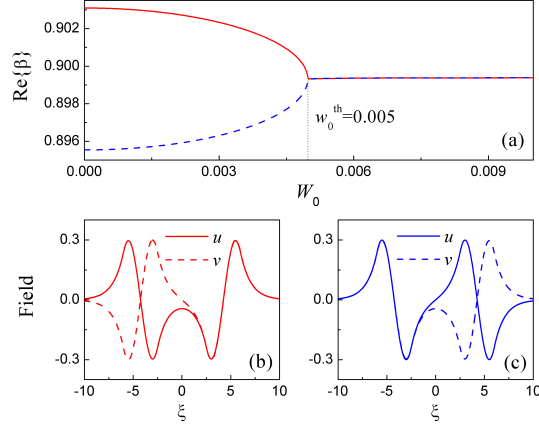 0.902
0.900
0.898
0.896
Re{β}
w₀ᵗʰ=0.005
(a)
0.000 0.003 0.006 0.009
W₀
0.3
0.0
-0.3
Field
u
v
(b)
-10 -5 0 5 10
ξ
0.3
0.0
-0.3
u
v
(c)
-10 -5 0 5 10
ξ